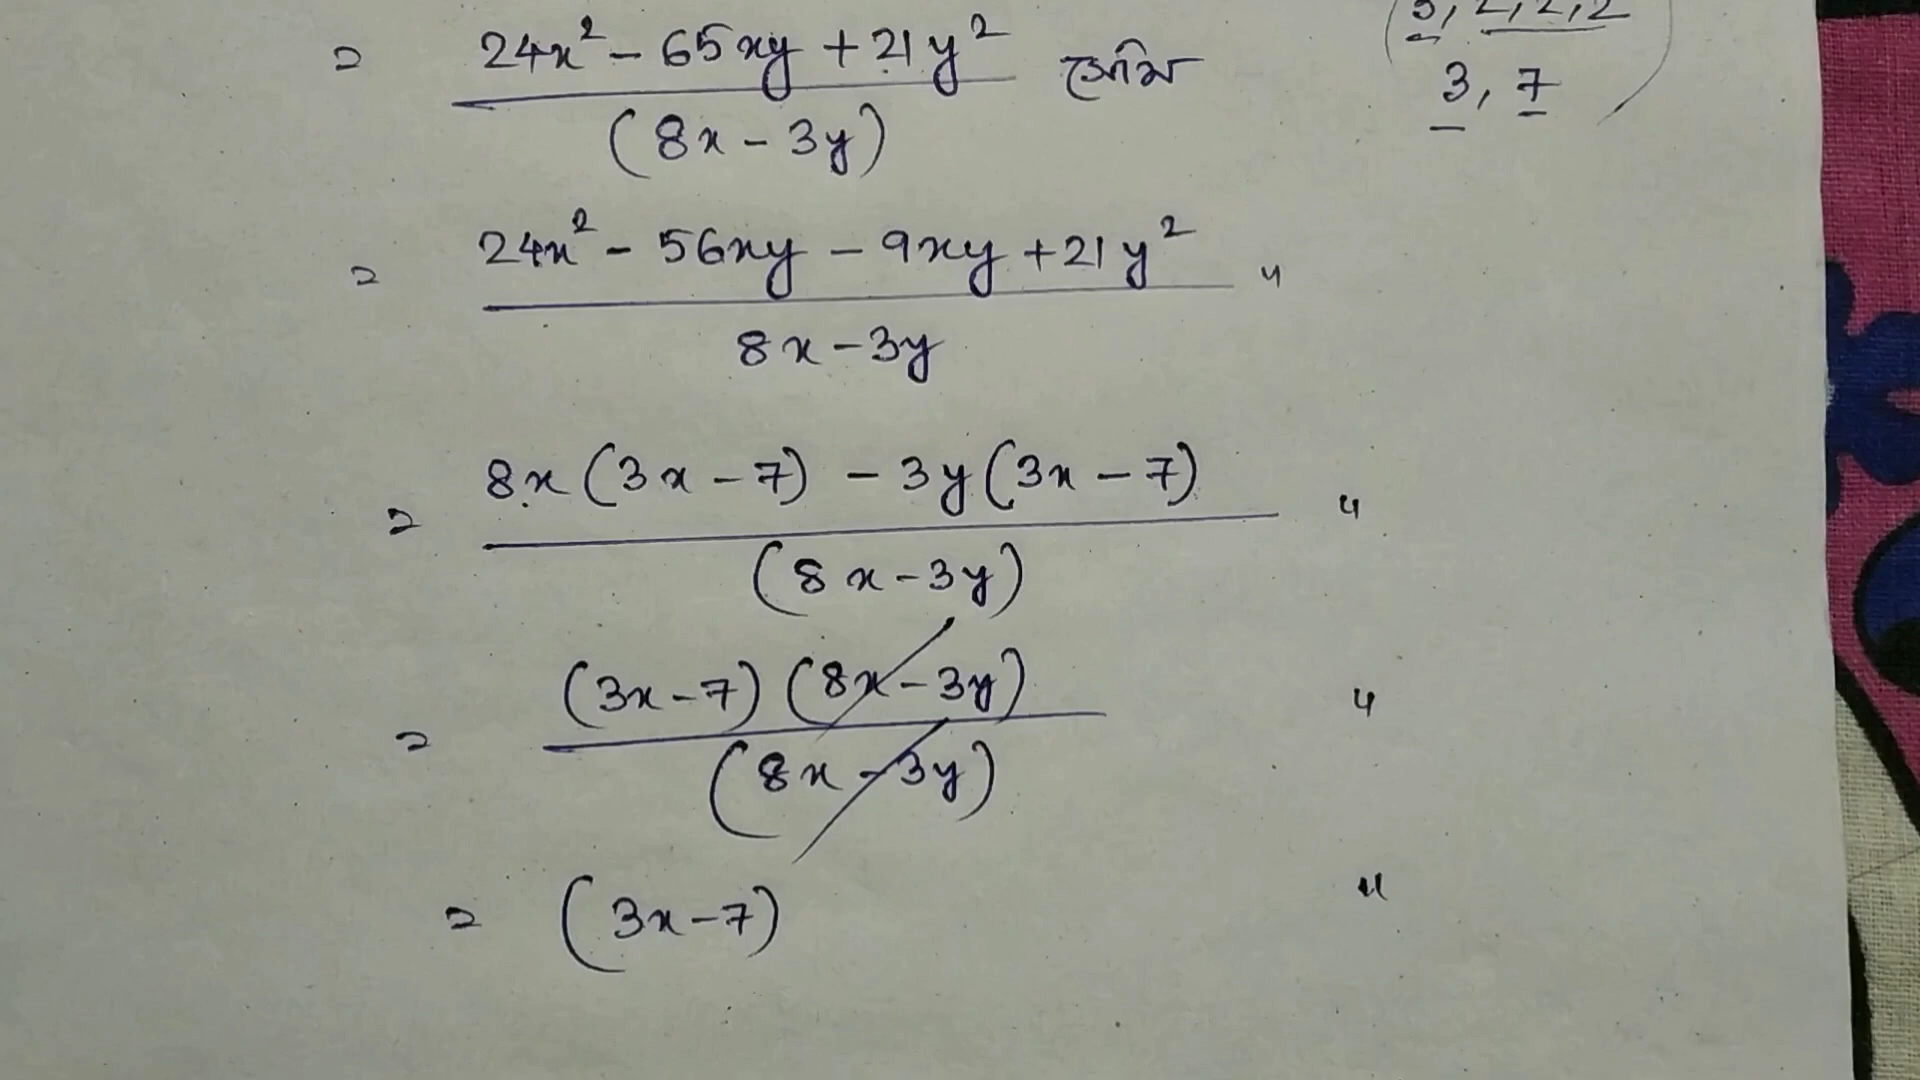 = 24x² - 65xy + 21y²
(8x - 3y)
3, 7
= 24x² - 56xy - 9xy + 21y² "
8x - 3y
= 8x(3x - 7) - 3y(3x - 7) "
(8x - 3y)
= (3x - 7) (8x - 3y) "
(8x - 3y)
= (3x - 7) "